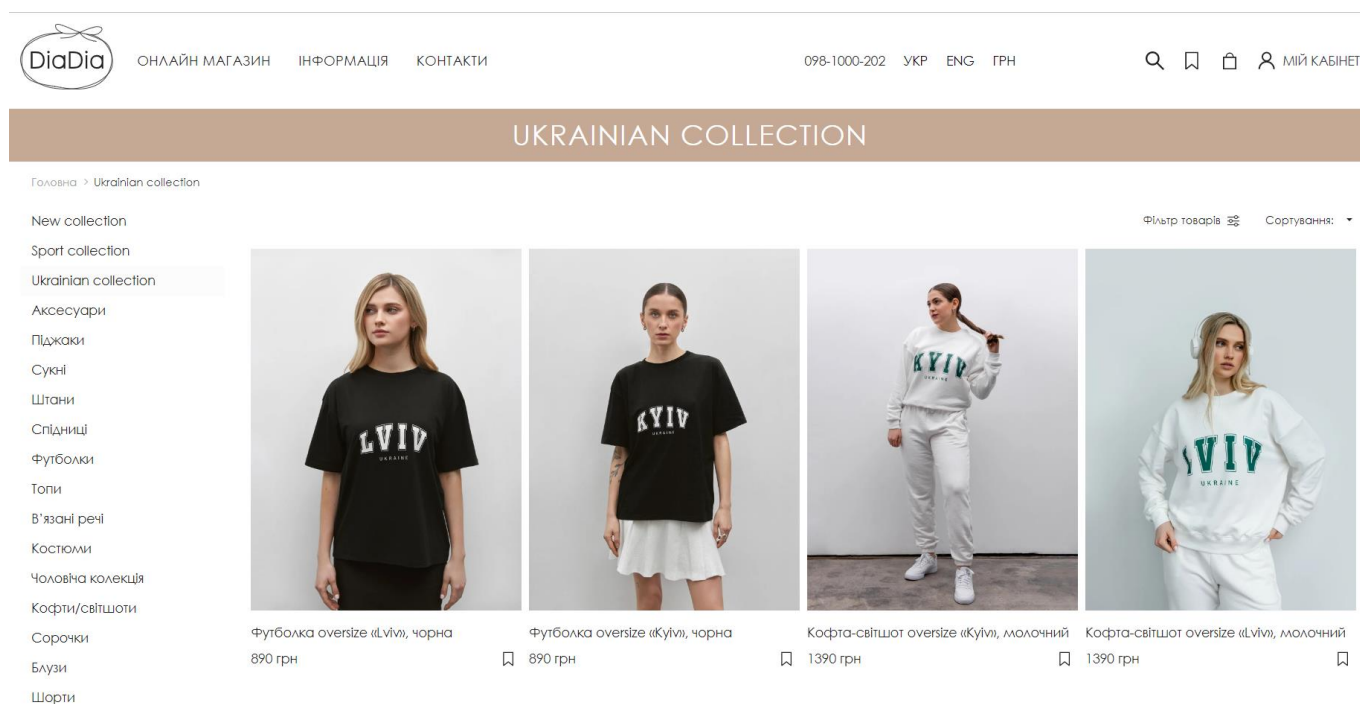 DiaDia
ОНЛАЙН МАГАЗИН ІНФОРМАЦІЯ КОНТАКТИ
098-1000-202 УКР ENG ГРН
МІЙ КАБІНЕТ
UKRAINIAN COLLECTION
Головна > Ukrainian collection
Фільтр товарів
Сортування:
New collection
Sport collection
Ukrainian collection
Аксесуари
Піджаки
Сукні
Штани
Спідниці
Футболки
Топи
В'язані речі
Костюми
Чоловіча колекція
Кофти/світшоти
Сорочки
Блузи
Шорти
LVIV
UKRAINE
KYIV
UKRAINE
KYIV
UKRAINE
LVIV
UKRAINE
Футболка oversize «Lviv», чорна
890 грн
Футболка oversize «Kyiv», чорна
890 грн
Кофта-світшот oversize «Kyiv», молочний
1390 грн
Кофта-світшот oversize «Lviv», молочний
1390 грн